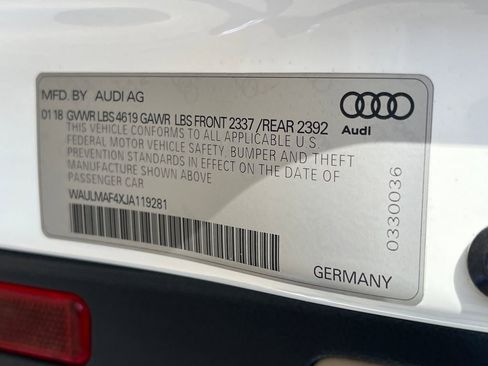 MFD. BY AUDI AG
01 18 GVWR LBS 4619 GAWR LBS FRONT 2337 /REAR 2392
THIS VEHICLE CONFORMS TO ALL APPLICABLE U.S.
FEDERAL MOTOR VEHICLE SAFETY, BUMPER AND THEFT
PREVENTION STANDARDS IN EFFECT ON THE DATE OF
MANUFACTURE SHOWN ABOVE
PASSENGER CAR
WAULMAF4XJA119281
Audi
0330036
GERMANY